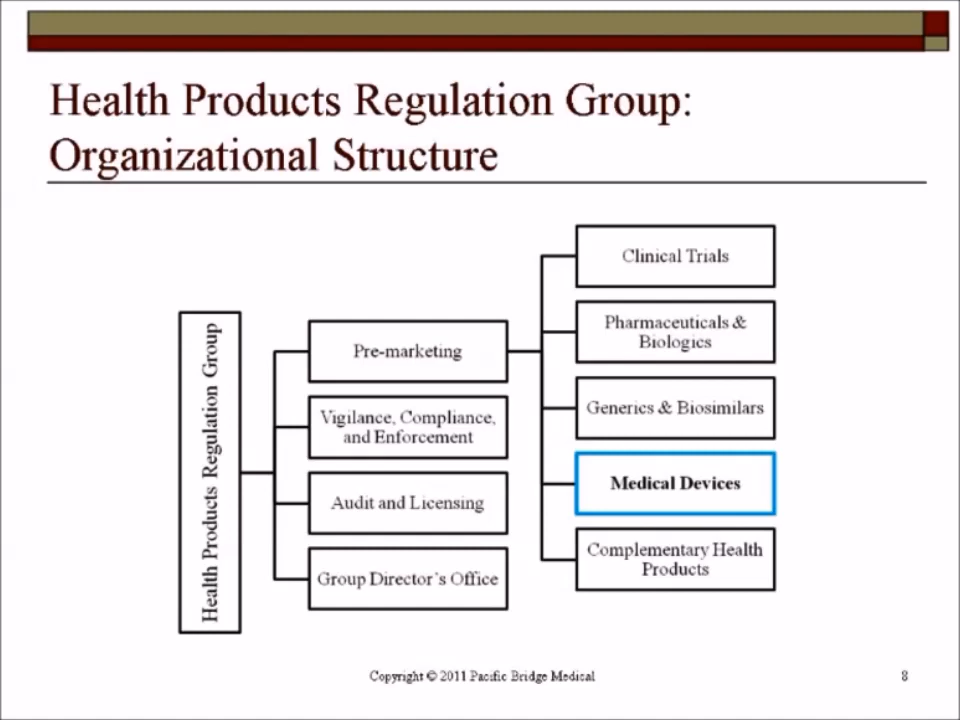 Health Products Regulation Group:
Organizational Structure
Health Products Regulation Group
Pre-marketing
Vigilance, Compliance,
and Enforcement
Audit and Licensing
Group Director's Office
Clinical Trials
Pharmaceuticals &
Biologics
Generics & Biosimilars
Medical Devices
Complementary Health
Products
Copyright © 2011 Pacific Bridge Medical
8